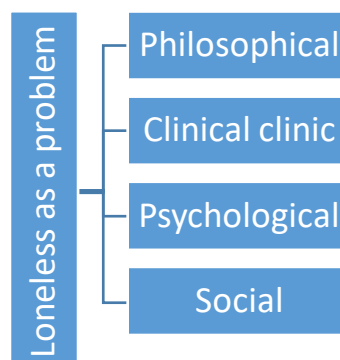 Loneless as a problem
Philosophical
Clinical clinic
Psychological
Social